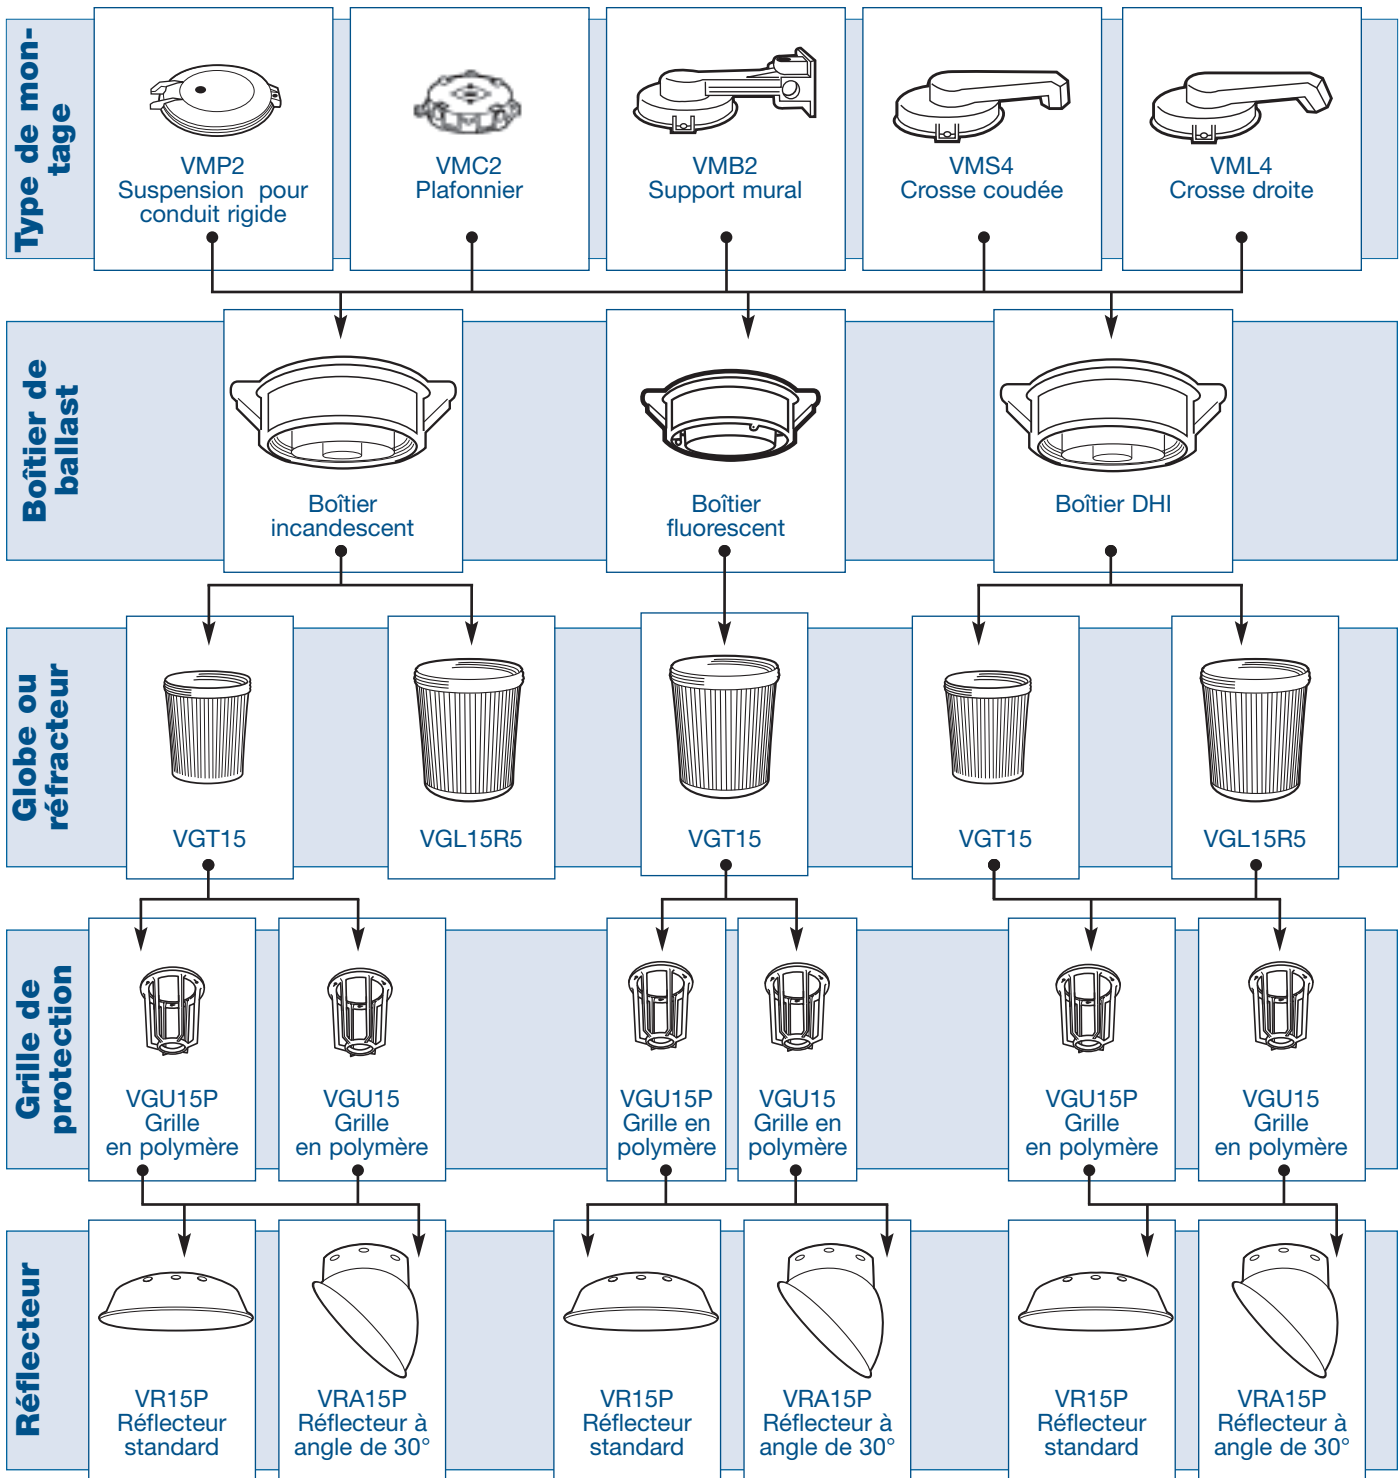 Type de mon-
tage
VMP2
Suspension pour
conduit rigide
VMC2
Plafonnier
VMB2
Support mural
VMS4
Crosse coudée
VML4
Crosse droite
Boîtier de
ballast
Boîtier
incandescent
Boîtier
fluorescent
Boîtier DHI
Globe ou
réfracteur
VGT15
VGL15R5
VGT15
VGT15
VGL15R5
Grille de
protection
VGU15P
Grille
en polymère
VGU15
Grille
en polymère
VGU15P
Grille en
polymère
VGU15
Grille en
polymère
VGU15P
Grille
en polymère
VGU15
Grille
en polymère
Réflecteur
VR15P
Réflecteur
standard
VRA15P
Réflecteur à
angle de 30°
VR15P
Réflecteur
standard
VRA15P
Réflecteur à
angle de 30°
VR15P
Réflecteur
standard
VRA15P
Réflecteur à
angle de 30°